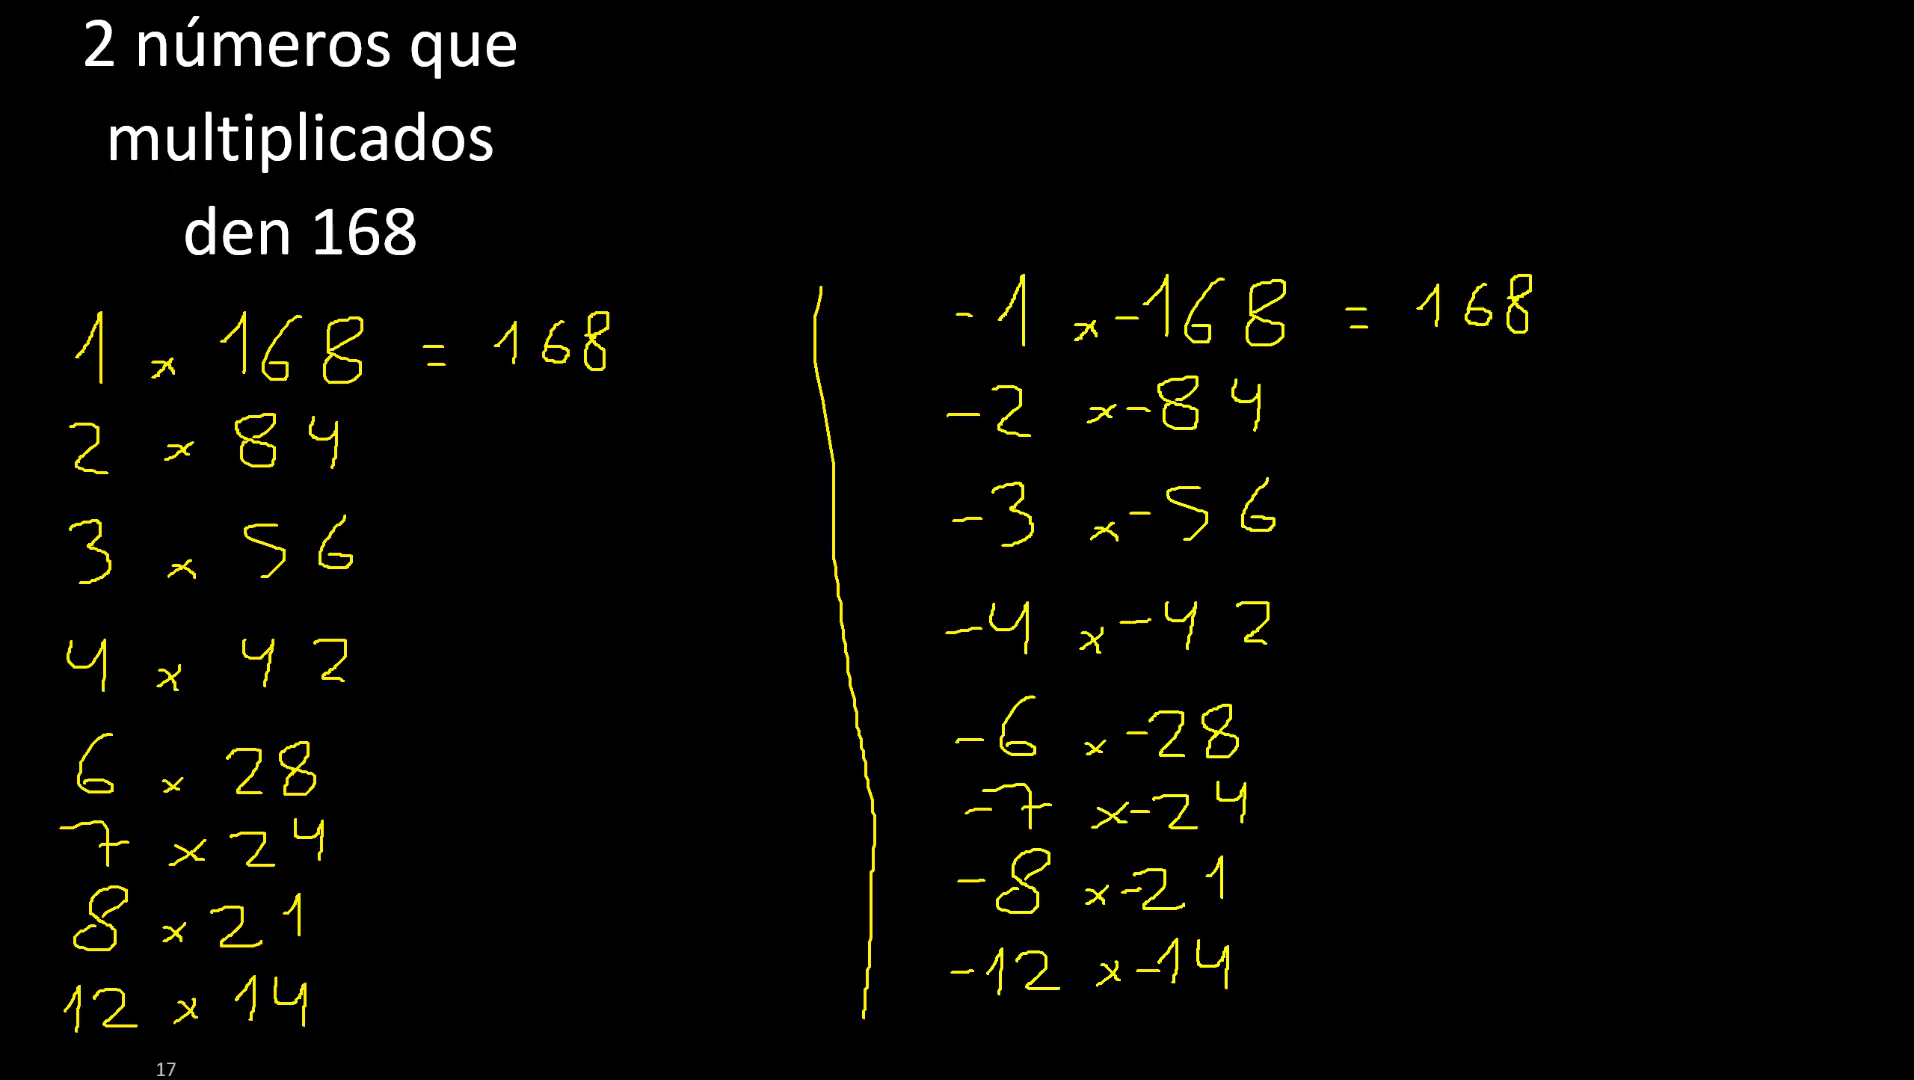 2 números que
multiplicados
den 168
1 x 168 = 168
2 x 84
3 x 56
4 x 42
6 x 28
7 x 24
8 x 21
12 x 14
-1 x -168 = 168
-2 x -84
-3 x -56
-4 x -42
-6 x -28
-7 x -24
-8 x -21
-12 x -14
17